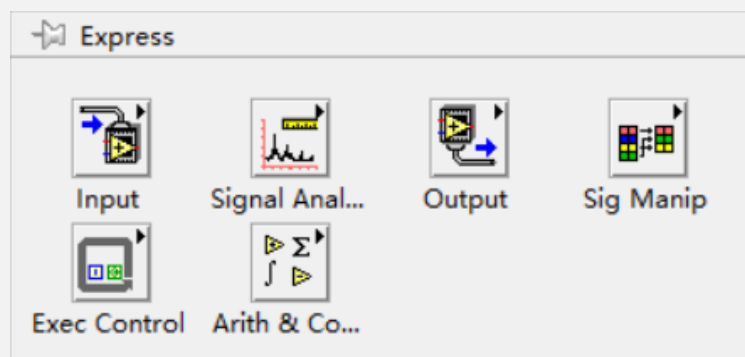 Express
Input Signal Anal... Output Sig Manip
Exec Control Arith & Co...